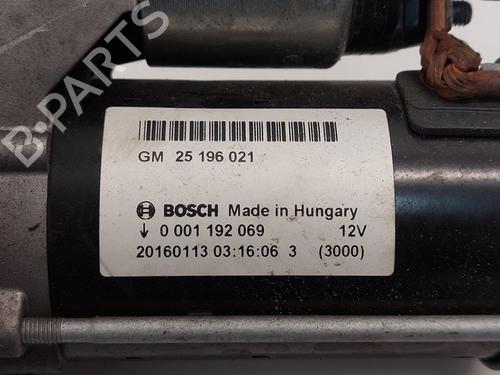 B-PARTS
GM 25 196 021
BOSCH Made in Hungary
↓ 0 001 192 069 12V
20160113 03:16:06 3 (3000)